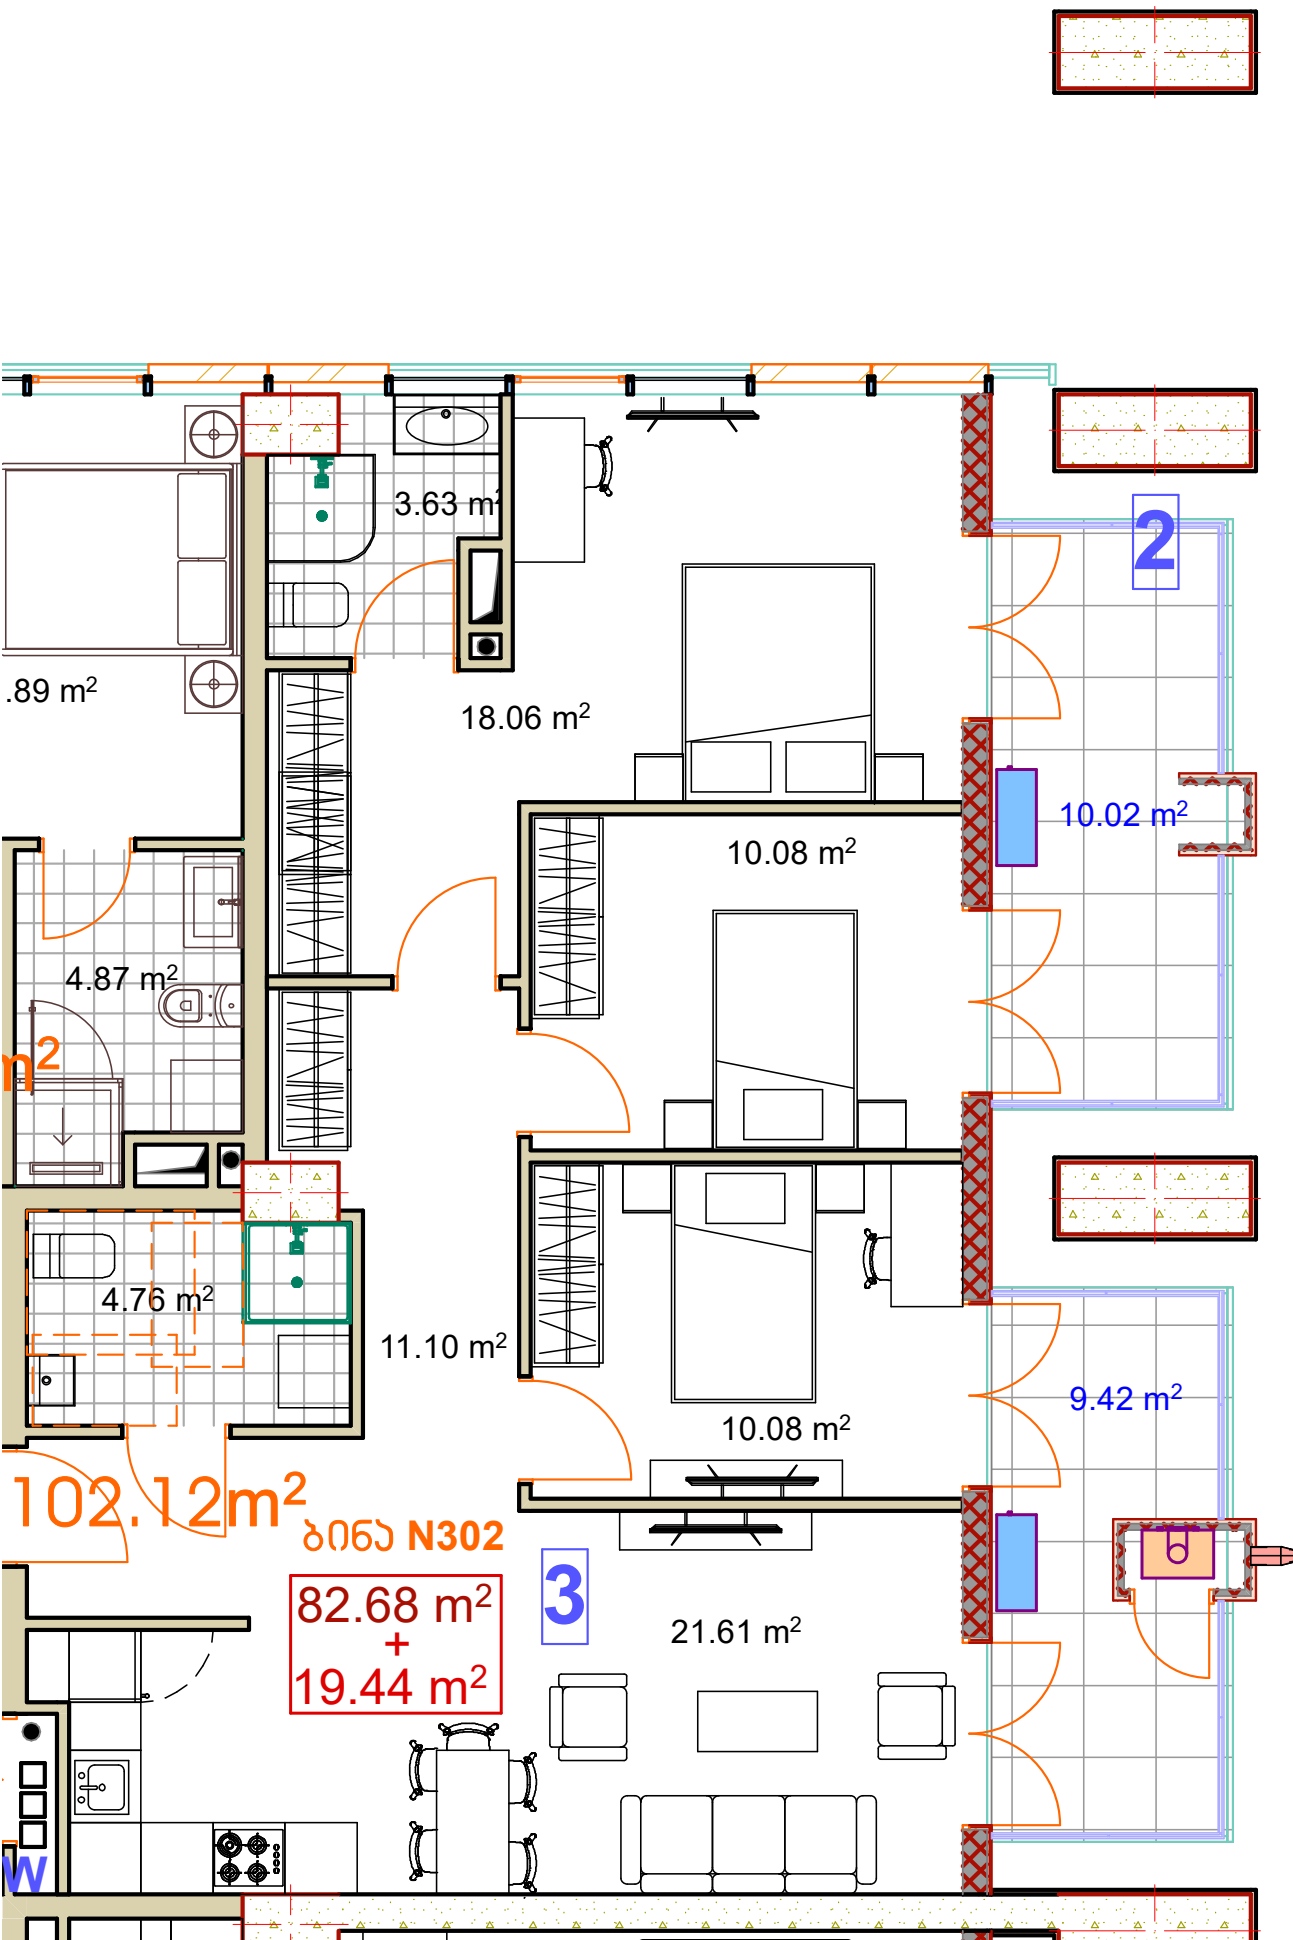 2
3.63 m²
.89 m²
18.06 m²
10.02 m²
10.08 m²
4.87 m²
m²
4.76 m²
11.10 m²
9.42 m²
10.08 m²
102.12m²
ბინა N302
3
82.68 m²
+
19.44 m²
21.61 m²
w